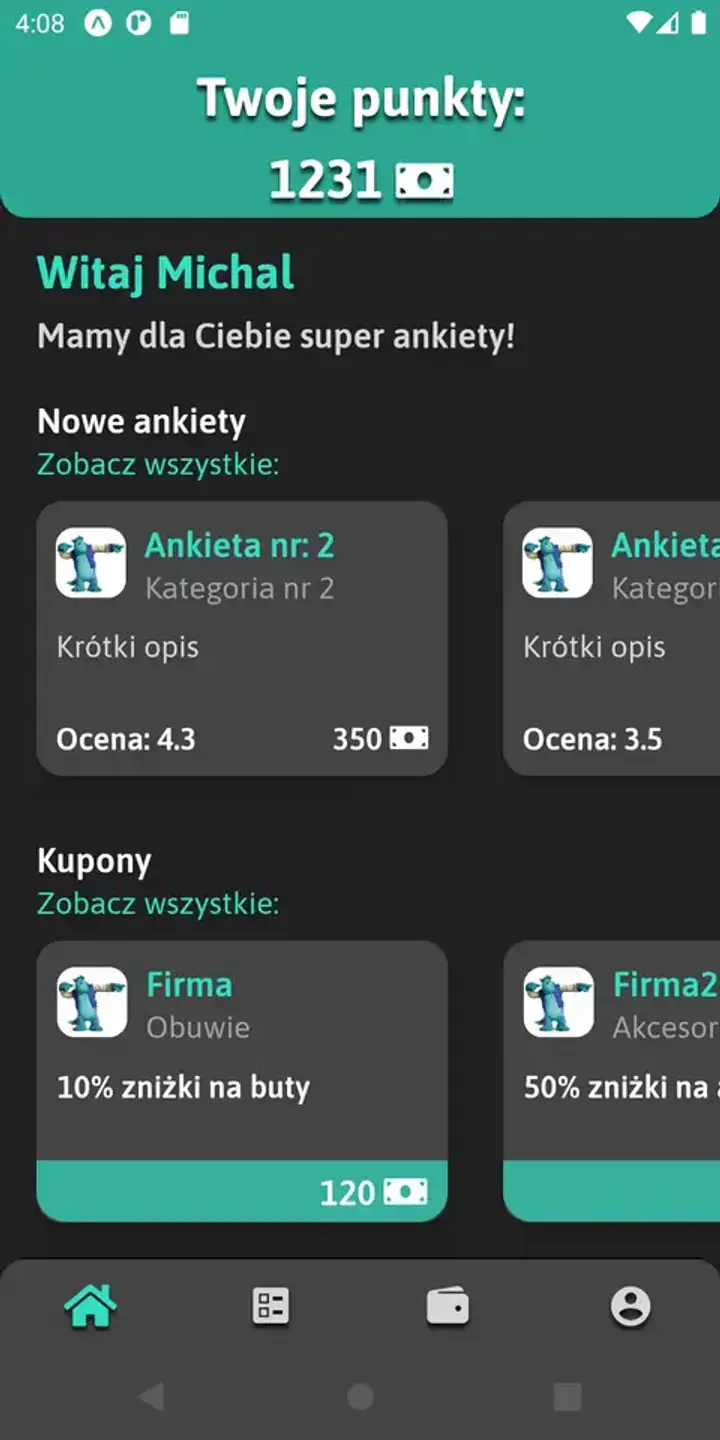 4:08
Twoje punkty:
1231
Witaj Michal
Mamy dla Ciebie super ankiety!
Nowe ankiety
Zobacz wszystkie:
Ankieta nr: 2
Kategoria nr 2
Krótki opis
Ocena: 4.3
350
Ankieta
Kategor
Krótki opis
Ocena: 3.5
Kupony
Zobacz wszystkie:
Firma
Obuwie
10% zniżki na buty
120
Firma2
Akcesor
50% zniżki na